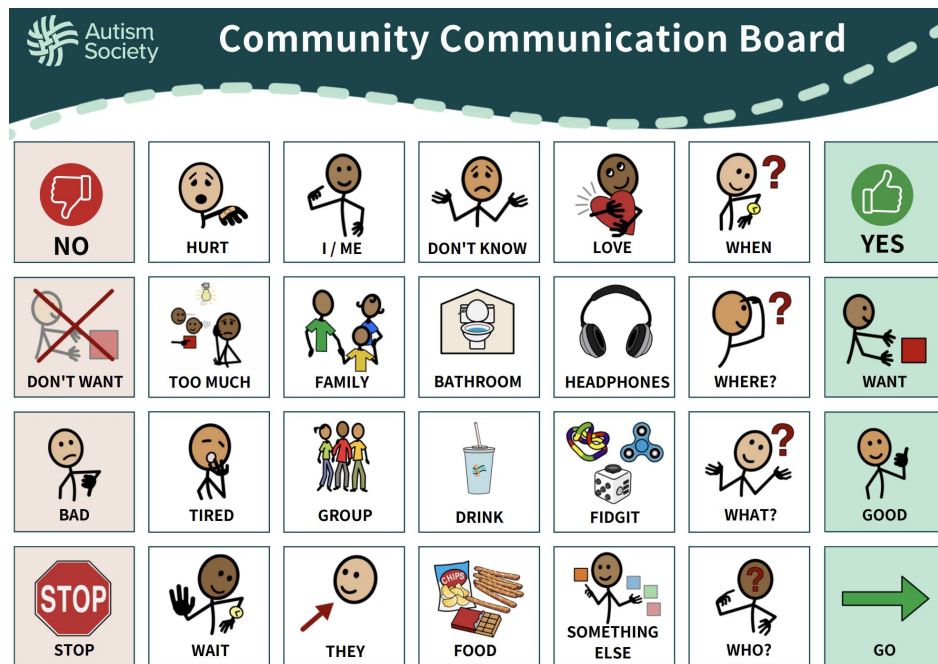 Autism
Society
Community Communication Board
NO
HURT
I / ME
DON'T KNOW
LOVE
WHEN
YES
DON'T WANT
TOO MUCH
FAMILY
BATHROOM
HEADPHONES
WHERE?
WANT
BAD
TIRED
GROUP
DRINK
FIDGIT
WHAT?
GOOD
STOP
STOP
WAIT
THEY
CHIPS
FOOD
SOMETHING
ELSE
WHO?
GO